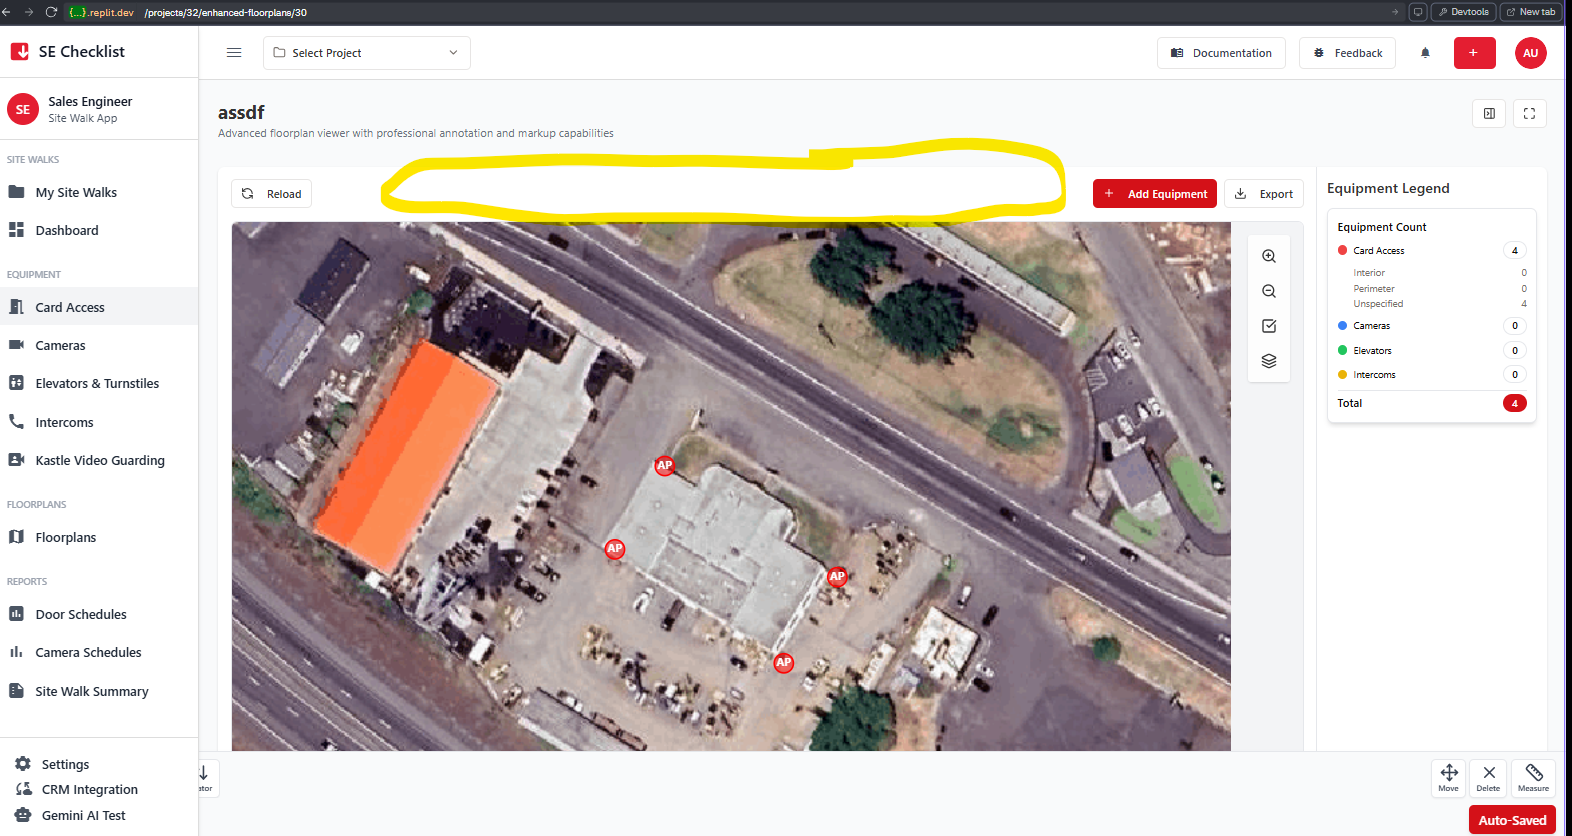 {...}.replit.dev /projects/32/enhanced-floorplans/30
Devtools
New tab
SE Checklist
Select Project
Documentation
Feedback
+
AU
SE
Sales Engineer
Site Walk App
assdf
Advanced floorplan viewer with professional annotation and markup capabilities
SITE WALKS
My Site Walks
Dashboard
EQUIPMENT
Card Access
Cameras
Elevators & Turnstiles
Intercoms
Kastle Video Guarding
FLOORPLANS
Floorplans
REPORTS
Door Schedules
Camera Schedules
Site Walk Summary
Settings
CRM Integration
Gemini AI Test
Reload
+ Add Equipment
Export
AP
AP
AP
AP
Equipment Legend
Equipment Count
Card Access 4
Interior 0
Perimeter 0
Unspecified 4
Cameras 0
Elevators 0
Intercoms 0
Total 4
ator
Move
Delete
Measure
Auto-Saved